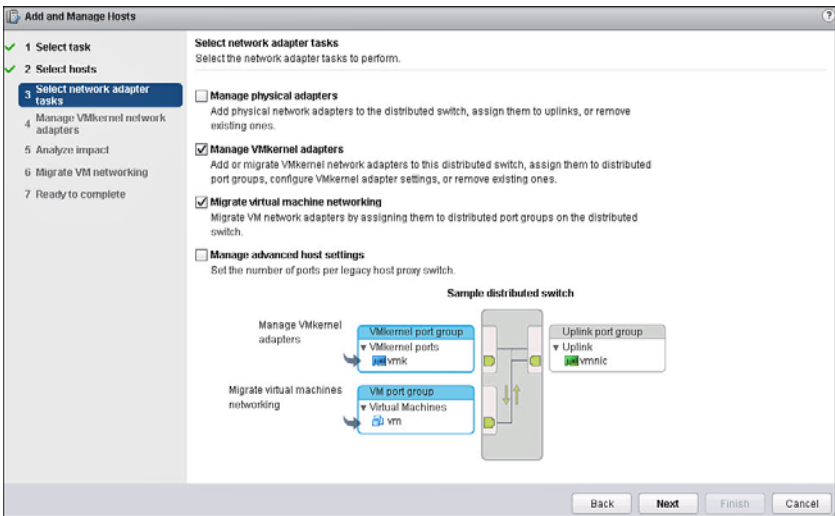 Add and Manage Hosts
?
1 Select task
2 Select hosts
3 Select network adapter
tasks
4 Manage VMkernel network
adapters
5 Analyze impact
6 Migrate VM networking
7 Ready to complete
Select network adapter tasks
Select the network adapter tasks to perform.
Manage physical adapters
Add physical network adapters to the distributed switch, assign them to uplinks, or remove
existing ones.
Manage VMkernel adapters
Add or migrate VMkernel network adapters to this distributed switch, assign them to distributed
port groups, configure VMkernel adapter settings, or remove existing ones.
Migrate virtual machine networking
Migrate VM network adapters by assigning them to distributed port groups on the distributed
switch.
Manage advanced host settings
Set the number of ports per legacy host proxy switch.
Sample distributed switch
Manage VMkernel
adapters
VMkernel port group
VMkernel ports
vmk
Uplink port group
Uplink
vmnic
Migrate virtual machines
networking
VM port group
Virtual Machines
vm
Back
Next
Finish
Cancel